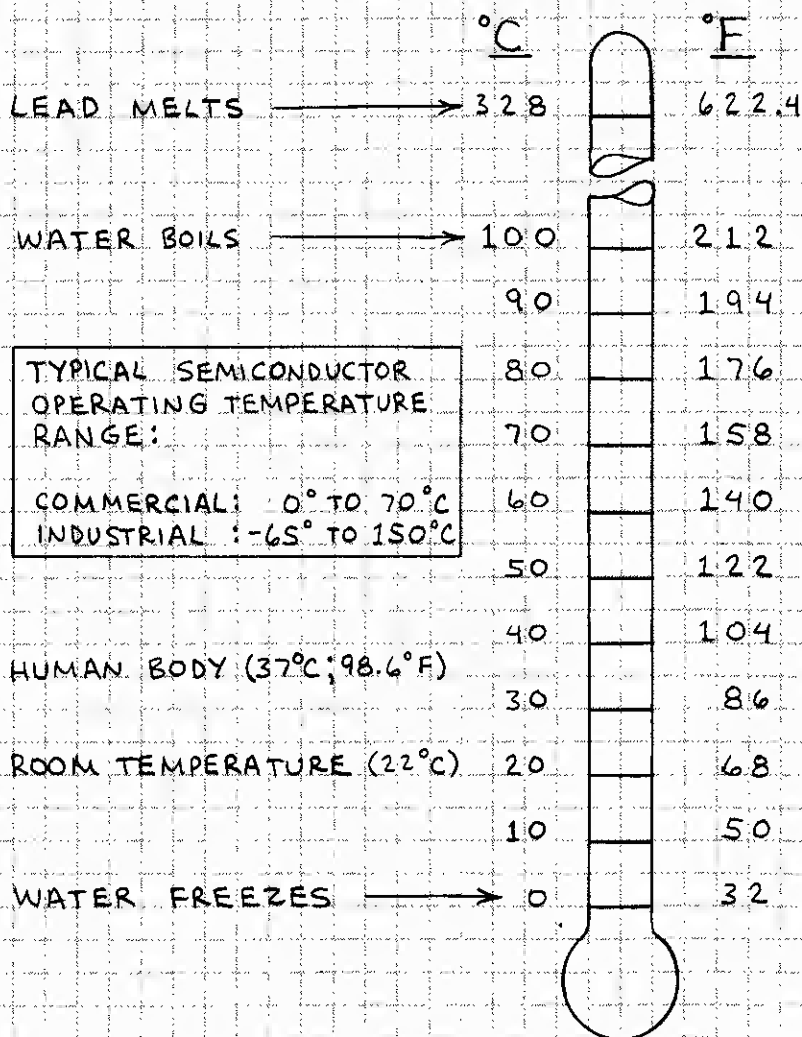 °C °F
LEAD MELTS 328 622.4
WATER BOILS 100 212
90 194
TYPICAL SEMICONDUCTOR
OPERATING TEMPERATURE
RANGE:
COMMERCIAL: 0° TO 70°C
INDUSTRIAL : -65° TO 150°C
80 176
70 158
60 140
50 122
40 104
HUMAN BODY (37°C; 98.6°F)
30 86
ROOM TEMPERATURE (22°C) 20 68
10 50
WATER FREEZES 0 32